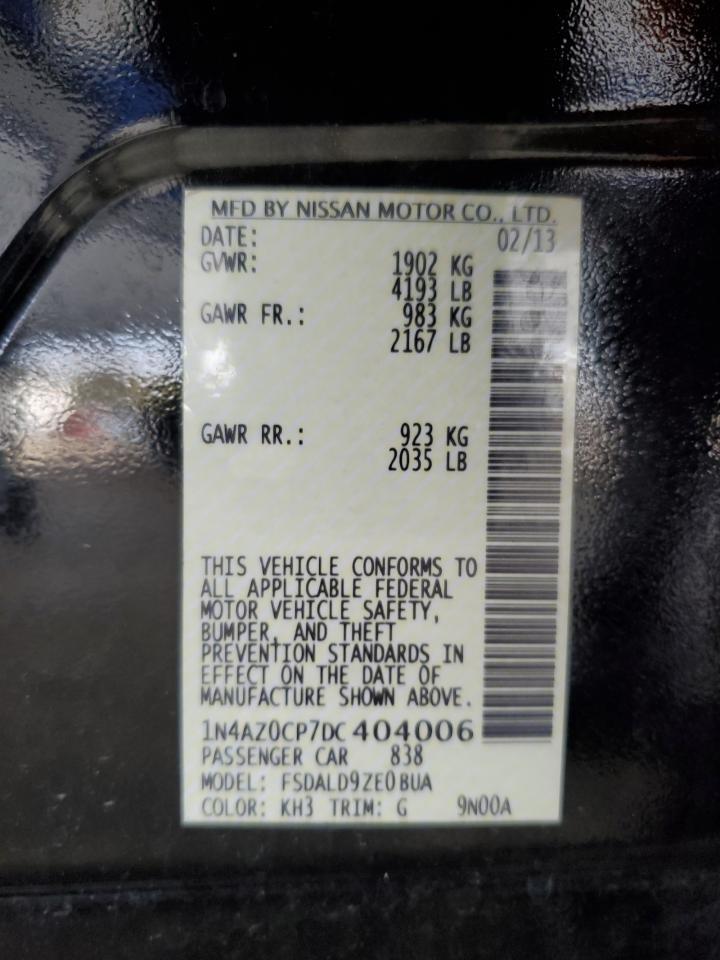 MFD BY NISSAN MOTOR CO., LTD.
DATE: 02/13
GVWR: 1902 KG
4193 LB
GAWR FR.: 983 KG
2167 LB
GAWR RR.: 923 KG
2035 LB
THIS VEHICLE CONFORMS TO
ALL APPLICABLE FEDERAL
MOTOR VEHICLE SAFETY,
BUMPER, AND THEFT
PREVENTION STANDARDS IN
EFFECT ON THE DATE OF
MANUFACTURE SHOWN ABOVE.
1N4AZ0CP7DC 404006
PASSENGER CAR 838
MODEL: FSDALD9ZE0BUA
COLOR: KH3 TRIM: G 9N00A